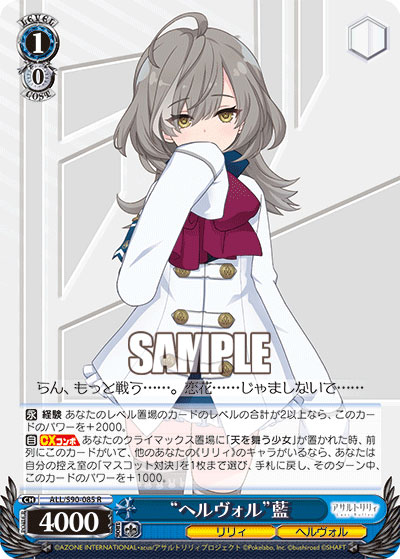 LEVEL
1
0
COST
SAMPLE
らん、もっと戦う……。恋花……じゃましないで……
永 経験 あなたのレベル置場のカードのレベルの合計が2以上なら、このカー
ドのパワーを＋2000。
自 CXコンボ あなたのクライマックス置場に「天を舞う少女」が置かれた時、前
列にこのカードがいて、他のあなたの《リリィ》のキャラがいるなら、あなたは
自分の控え室の「マスコット対決」を1枚まで選び、手札に戻し、そのターン中、
このカードのパワーを＋2000。
CH ALL/S90-085 R
4000
“ヘルヴォル”藍
アサルトリリィ
リリィ
ヘルヴォル
©AZONE INTERNATIONAL・acus/アサルトリリィプロジェクト ©Pokelabo, Inc. ©bushiroad ©SHAFT